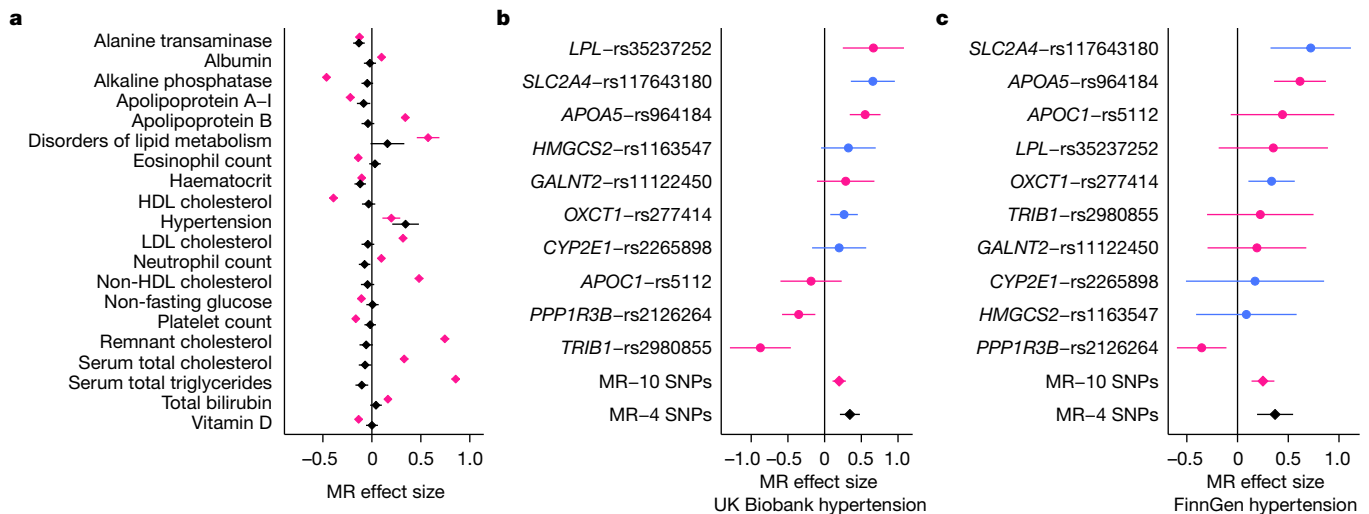 a
Alanine transaminase
Albumin
Alkaline phosphatase
Apolipoprotein A–I
Apolipoprotein B
Disorders of lipid metabolism
Eosinophil count
Haematocrit
HDL cholesterol
Hypertension
LDL cholesterol
Neutrophil count
Non-HDL cholesterol
Non-fasting glucose
Platelet count
Remnant cholesterol
Serum total cholesterol
Serum total triglycerides
Total bilirubin
Vitamin D
−0.5 0 0.5 1.0
MR effect size
b
LPL–rs35237252
SLC2A4–rs117643180
APOA5–rs964184
HMGCS2–rs1163547
GALNT2–rs11122450
OXCT1–rs277414
CYP2E1–rs2265898
APOC1–rs5112
PPP1R3B–rs2126264
TRIB1–rs2980855
MR–10 SNPs
MR–4 SNPs
−1.0 −0.5 0 0.5 1.0
MR effect size
UK Biobank hypertension
c
SLC2A4–rs117643180
APOA5–rs964184
APOC1–rs5112
LPL–rs35237252
OXCT1–rs277414
TRIB1–rs2980855
GALNT2–rs11122450
CYP2E1–rs2265898
HMGCS2–rs1163547
PPP1R3B–rs2126264
MR–10 SNPs
MR–4 SNPs
−0.5 0 0.5 1.0
MR effect size
FinnGen hypertension